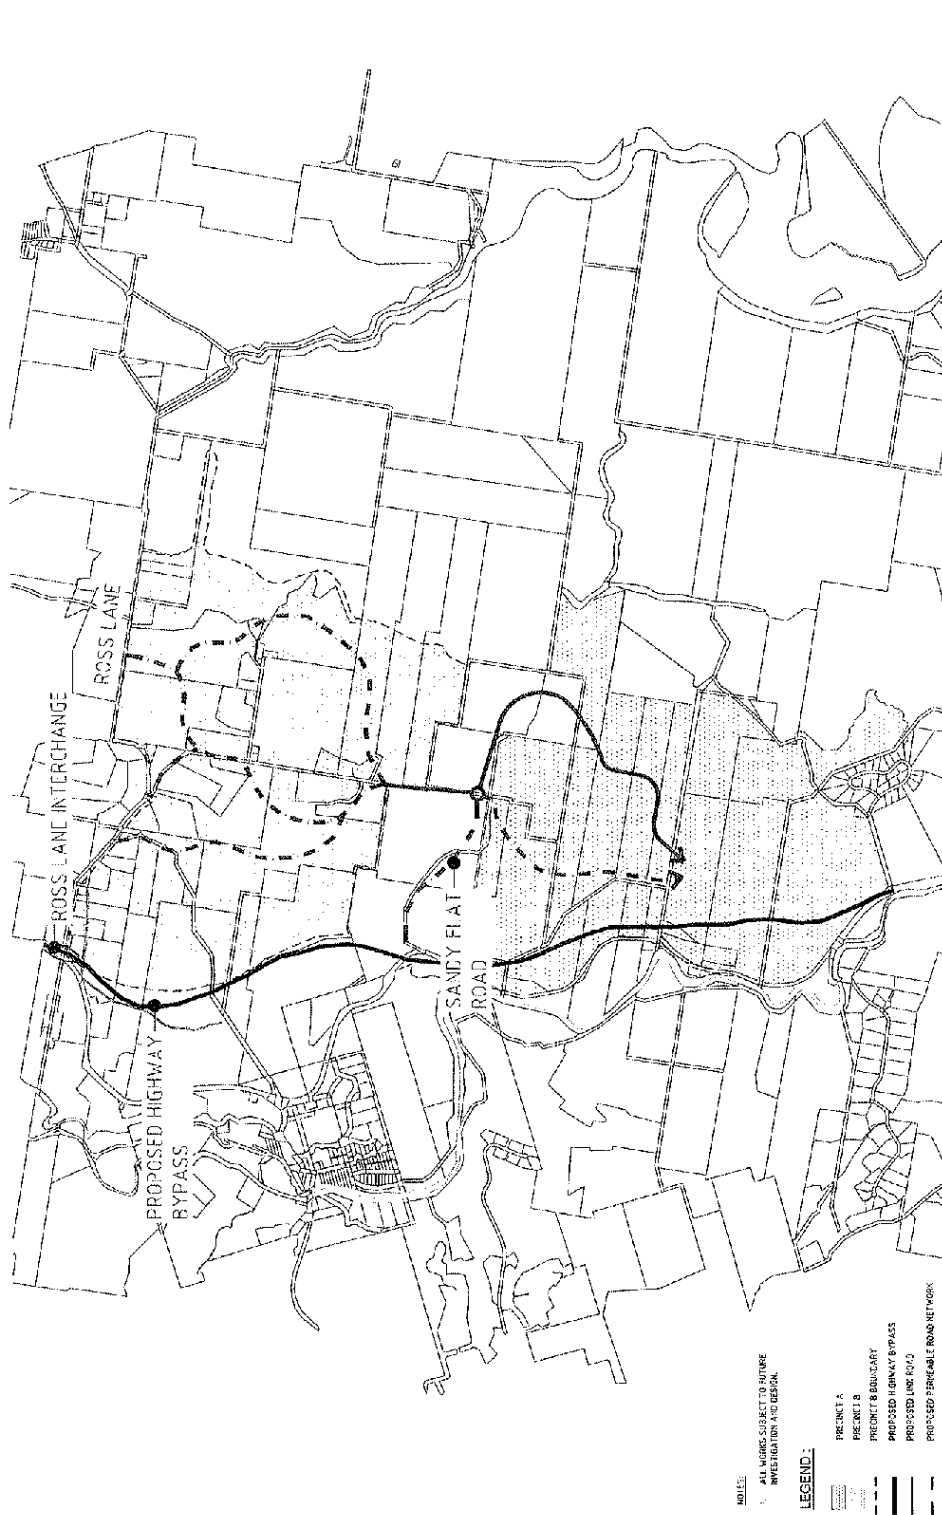 ROSS LANE INTERCHANGE
ROSS LANE
PROPOSED HIGHWAY
BYPASS
SANDY FLAT
ROAD
NOTES:
ALL WORKS SUBJECT TO FUTURE
INVESTIGATION AND DESIGN.
LEGEND :
PRECINCT A
PRECINCT B
PRECINCT B BOUNDARY
PROPOSED HIGHWAY BYPASS
PROPOSED LINK ROAD
PROPOSED PERMEABLE ROAD NETWORK